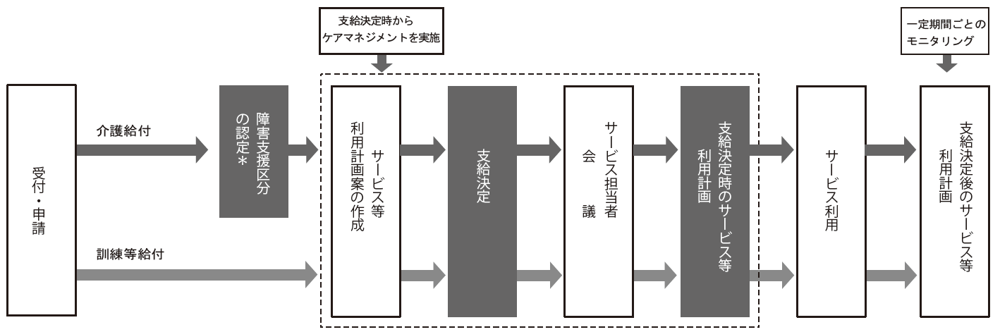 支給決定時から
ケアマネジメントを実施
一定期間ごとの
モニタリング
受付・申請
介護給付
訓練等給付
障害支援区分
の認定＊
サービス等
利用計画案の作成
支給決定
サービス担当者
会議
支給決定時のサービス等
利用計画
サービス利用
支給決定後のサービス等
利用計画